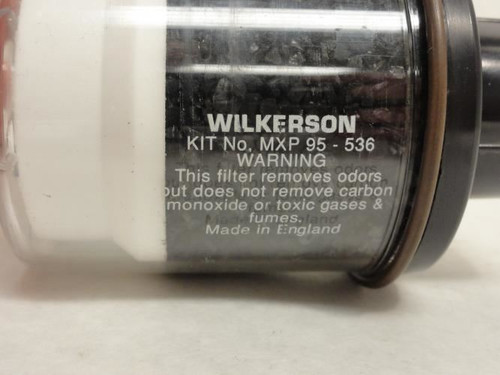 WILKERSON
KIT No. MXP 95 - 536
WARNING
This filter removes odors
but does not remove carbon
monoxide or toxic gases &
fumes.
Made in England